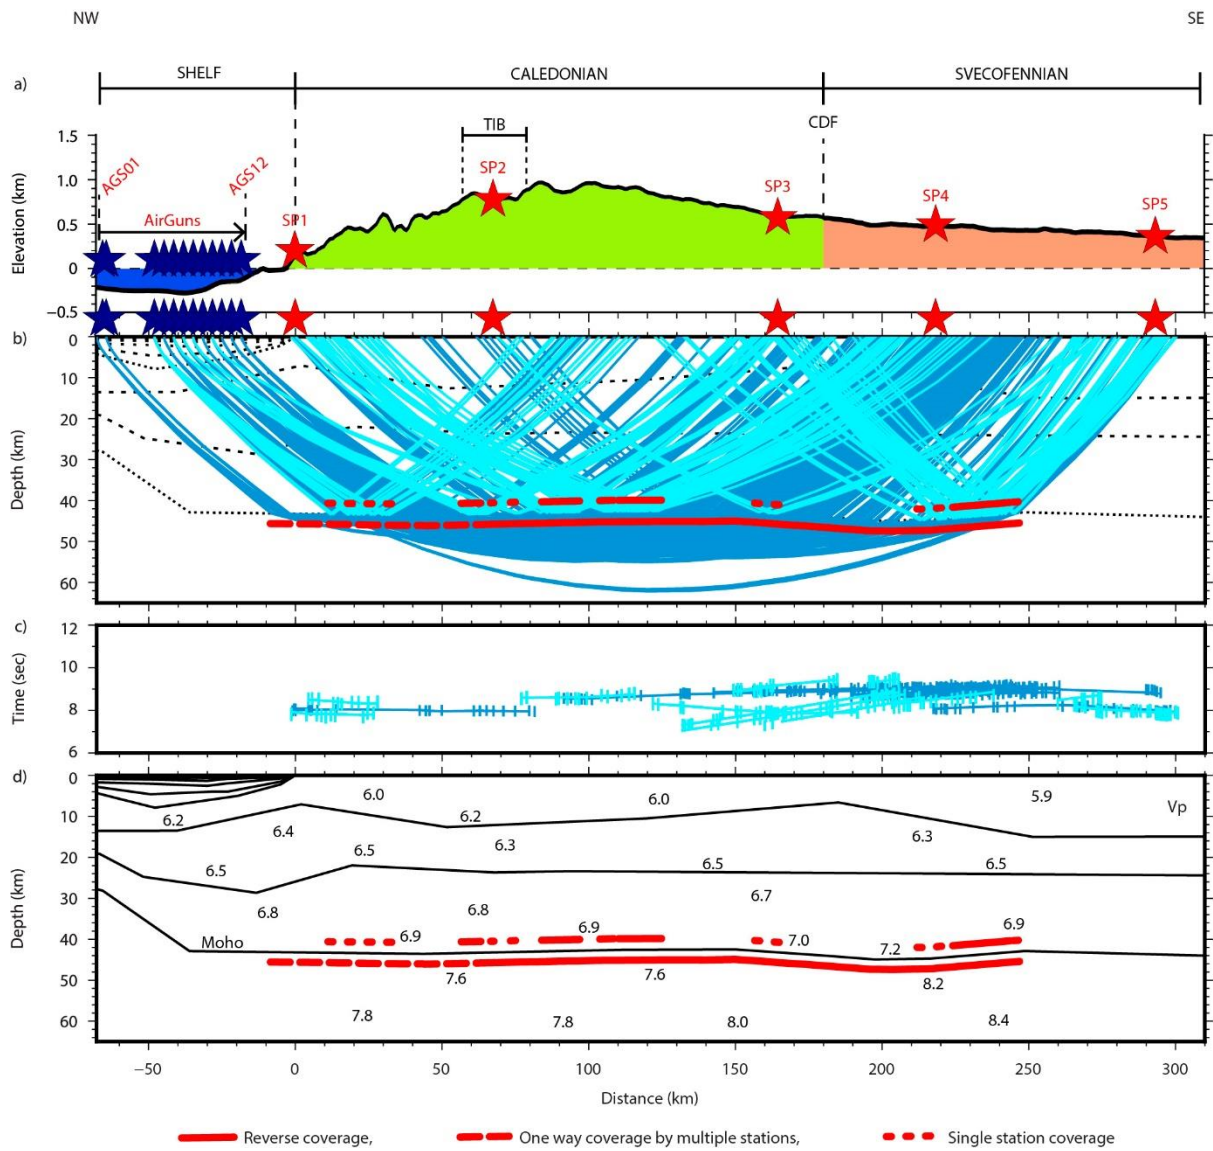 NW SE
SHELF CALEDONIAN SVECOFENNIAN
a)
TIB CDF
1.5
AGS01 AGS12 SP2
1.0
AirGuns SP1 SP3 SP4 SP5
0.5
0
−0.5
Elevation (km)
b)
0
10
20
30
40
50
60
Depth (km)
c)
12
10
8
6
Time (sec)
d)
0
6.0 6.0 5.9 Vp
10
6.2 6.4 6.2 6.3 6.3
20
6.5 6.5 6.5 6.5
30
6.8 6.8 6.7
40
Moho 6.9 6.9 7.0 7.2 6.9
50
7.6 7.6 8.2
60
7.8 7.8 8.0 8.4
Depth (km)
−50 0 50 100 150 200 250 300
Distance (km)
Reverse coverage, One way coverage by multiple stations, Single station coverage